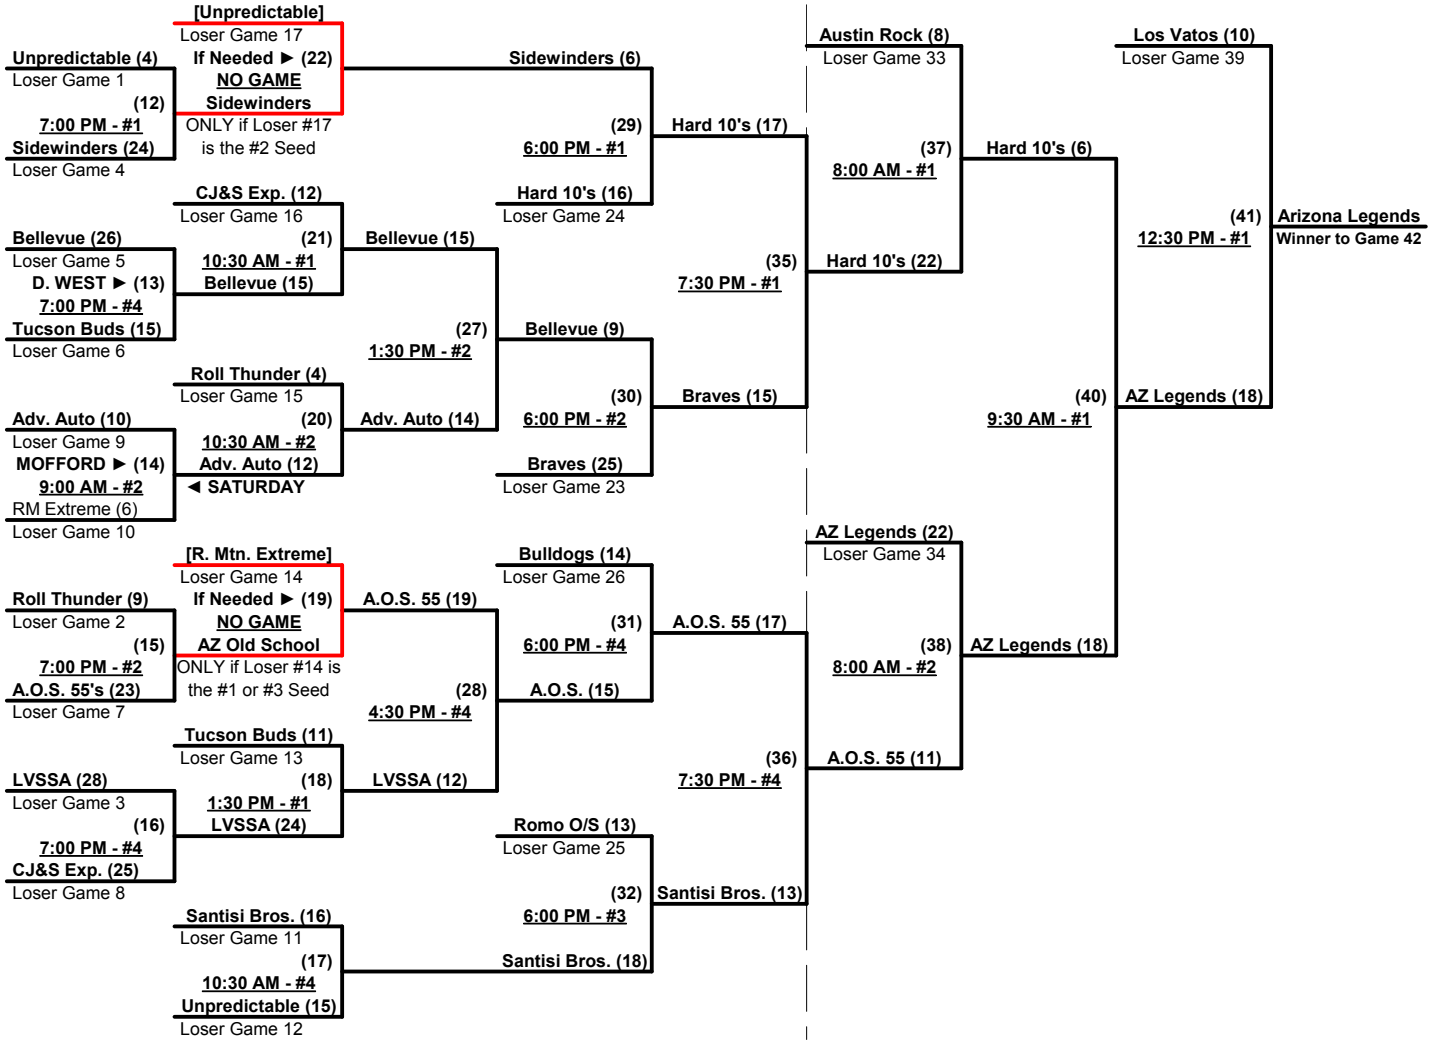 [Unpredictable]
Loser Game 17
If Needed ► (22)
NO GAME
Sidewinders
ONLY if Loser #17
is the #2 Seed
Unpredictable (4)
Loser Game 1
(12)
7:00 PM - #1
Sidewinders (24)
Loser Game 4
CJ&S Exp. (12)
Loser Game 16
(21)
10:30 AM - #1
Bellevue (15)
Bellevue (26)
Loser Game 5
D. WEST ► (13)
7:00 PM - #4
Tucson Buds (15)
Loser Game 6
Roll Thunder (4)
Loser Game 15
(20)
10:30 AM - #2
Adv. Auto (12)
◄ SATURDAY
Adv. Auto (10)
Loser Game 9
MOFFORD ► (14)
9:00 AM - #2
RM Extreme (6)
Loser Game 10
[R. Mtn. Extreme]
Loser Game 14
If Needed ► (19)
NO GAME
AZ Old School
ONLY if Loser #14 is
the #1 or #3 Seed
Roll Thunder (9)
Loser Game 2
(15)
7:00 PM - #2
A.O.S. 55's (23)
Loser Game 7
Tucson Buds (11)
Loser Game 13
(18)
1:30 PM - #1
LVSSA (24)
LVSSA (28)
Loser Game 3
(16)
7:00 PM - #4
CJ&S Exp. (25)
Loser Game 8
Santisi Bros. (16)
Loser Game 11
(17)
10:30 AM - #4
Unpredictable (15)
Loser Game 12
Bellevue (15)
(27)
1:30 PM - #2
Adv. Auto (14)
A.O.S. 55 (19)
(28)
4:30 PM - #4
LVSSA (12)
Sidewinders (6)
(29)
6:00 PM - #1
Hard 10's (16)
Loser Game 24
Bellevue (9)
(30)
6:00 PM - #2
Braves (25)
Loser Game 23
Bulldogs (14)
Loser Game 26
(31)
6:00 PM - #4
A.O.S. (15)
Romo O/S (13)
Loser Game 25
(32)
6:00 PM - #3
Santisi Bros. (18)
Hard 10's (17)
(35)
7:30 PM - #1
Braves (15)
A.O.S. 55 (17)
(36)
7:30 PM - #4
Santisi Bros. (13)
Austin Rock (8)
Loser Game 33
(37)
8:00 AM - #1
Hard 10's (22)
AZ Legends (22)
Loser Game 34
(38)
8:00 AM - #2
A.O.S. 55 (11)
Hard 10's (6)
(40)
9:30 AM - #1
AZ Legends (18)
Los Vatos (10)
Loser Game 39
(41)
12:30 PM - #1
AZ Legends (18)
Arizona Legends
Winner to Game 42